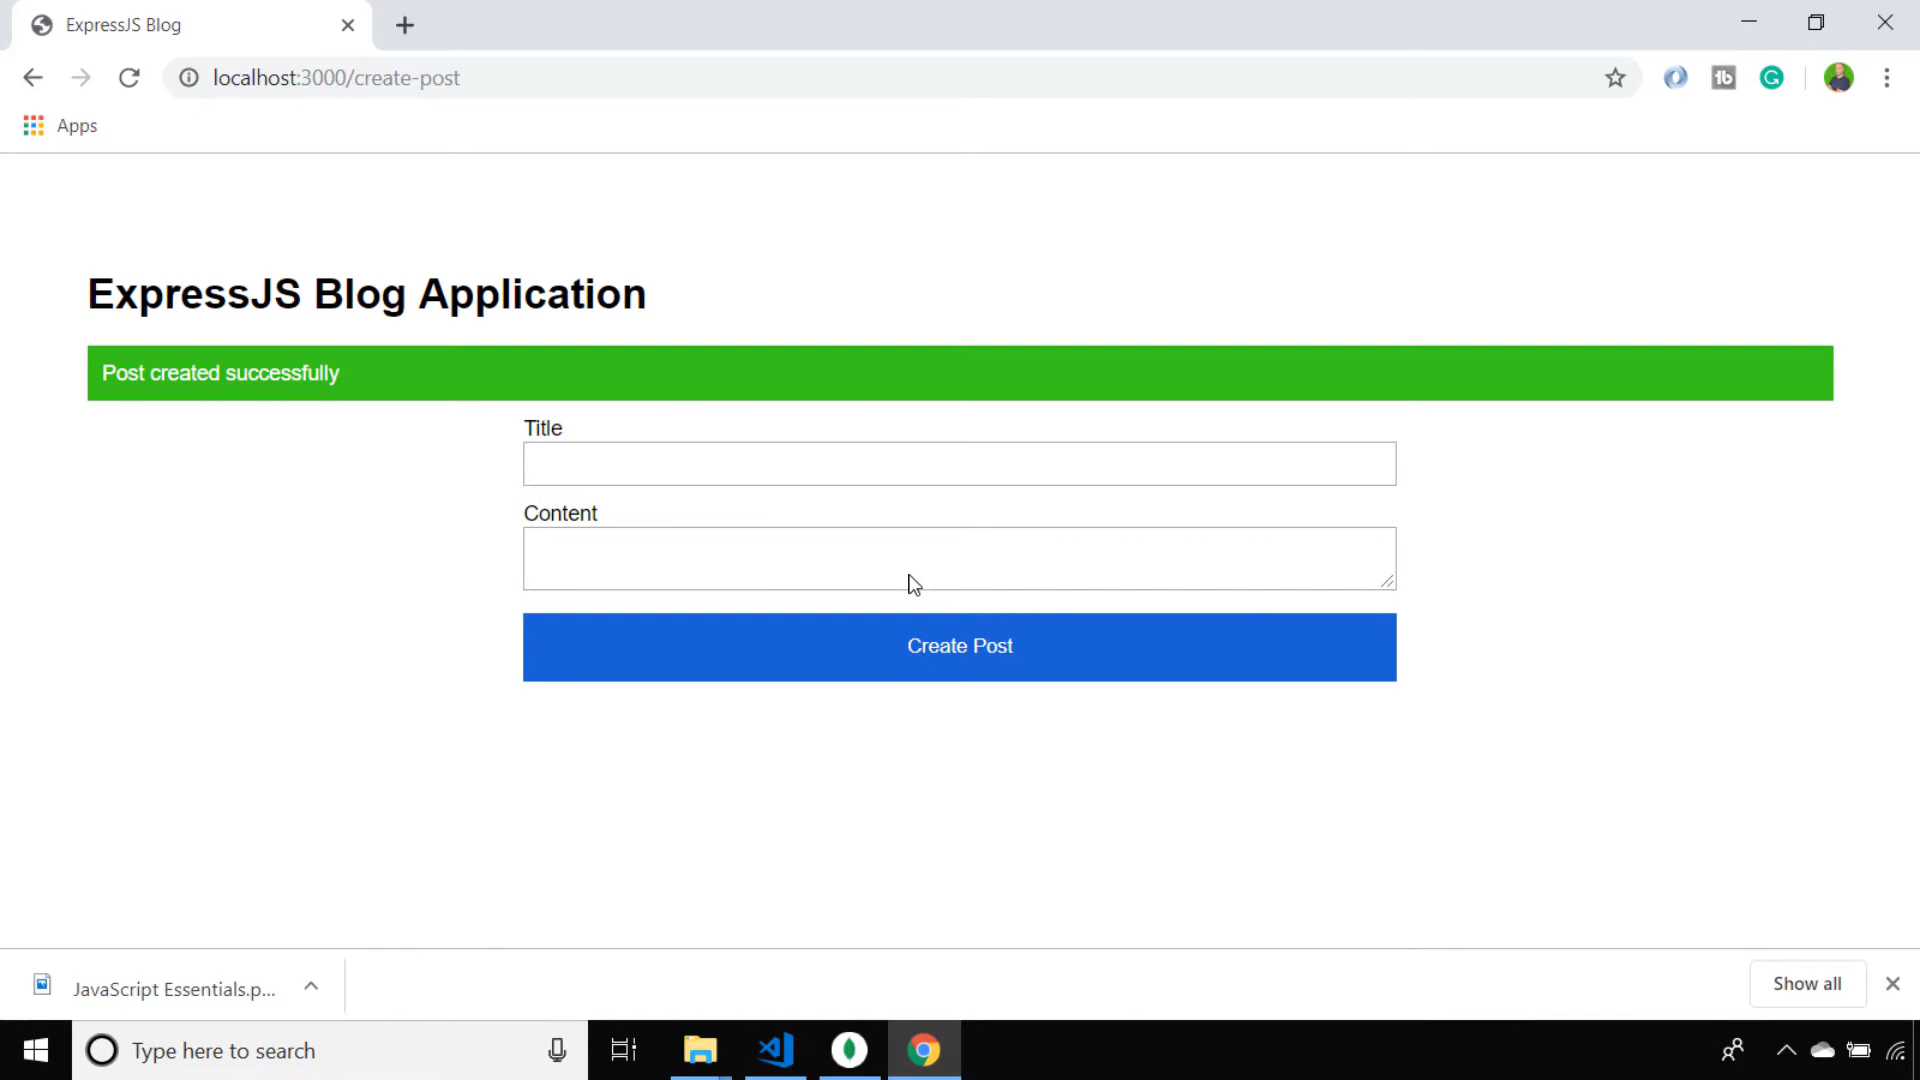 ExpressJS Blog
localhost:3000/create-post
Apps
ExpressJS Blog Application
Post created successfully
Title
Content
Create Post
JavaScript Essentials.p...
Show all
Type here to search